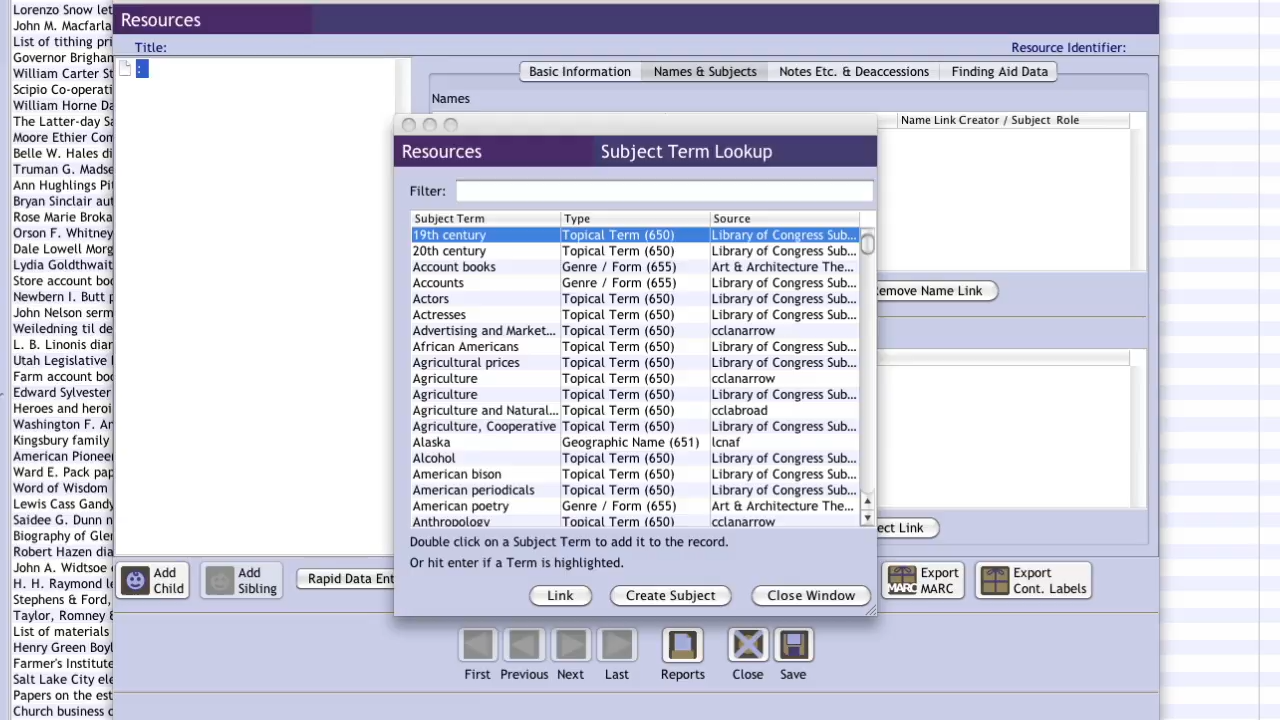 Lorenzo Snow let
John M. Macfarla
List of tithing pri
Governor Brighan
William Carter St
Scipio Co-operati
William Horne Da
The Latter-day Sa
Moore Ethier Com
Belle W. Hales di
Truman G. Madse
Ann Hughlings Pit
Bryan Sinclair aut
Rose Marie Broka
Orson F. Whitney
Dale Lowell Morg
Lydia Goldthwait
Store account boo
Newbern I. Butt p
John Nelson serm
Weiledning til de
L. B. Linonis diar
Utah Legislative I
Farm account boo
Edward Sylvester
Heroes and heroi
Washington F. An
Kingsbury family
American Pioneer
Ward E. Pack pap
Word of Wisdom
Lewis Cass Gandy
Saidee G. Dunn n
Biography of Glen
Robert Hazen dia
John A. Widtsoe
H. H. Raymond le
Stephens & Ford,
Taylor, Romney &
List of materials
Henry Green Boyl
Farmer's Institute
Salt Lake City ele
Papers on the est
Church business c
Resources
Title:
Resource Identifier:
Basic Information
Names & Subjects
Notes Etc. & Deaccessions
Finding Aid Data
Names
Name Link Creator / Subject Role
Resources
Subject Term Lookup
Filter:
Subject Term Type Source
19th century Topical Term (650) Library of Congress Sub...
20th century Topical Term (650) Library of Congress Sub...
Account books Genre / Form (655) Art & Architecture The...
Accounts Genre / Form (655) Library of Congress Sub...
Actors Topical Term (650) Library of Congress Sub...
Actresses Topical Term (650) Library of Congress Sub...
Advertising and Market... Topical Term (650) cclanarrow
African Americans Topical Term (650) Library of Congress Sub...
Agricultural prices Topical Term (650) Library of Congress Sub...
Agriculture Topical Term (650) cclanarrow
Agriculture Topical Term (650) Library of Congress Sub...
Agriculture and Natural... Topical Term (650) cclabroad
Agriculture, Cooperative Topical Term (650) Library of Congress Sub...
Alaska Geographic Name (651) lcnaf
Alcohol Topical Term (650) Library of Congress Sub...
American bison Topical Term (650) Library of Congress Sub...
American periodicals Topical Term (650) Library of Congress Sub...
American poetry Genre / Form (655) Art & Architecture The...
Anthropology Topical Term (650) cclanarrow
Double click on a Subject Term to add it to the record.
Or hit enter if a Term is highlighted.
Link
Create Subject
Close Window
emove Name Link
ect Link
Add Child
Add Sibling
Rapid Data Ent
MARC
Export MARC
Export Cont. Labels
First
Previous
Next
Last
Reports
Close
Save